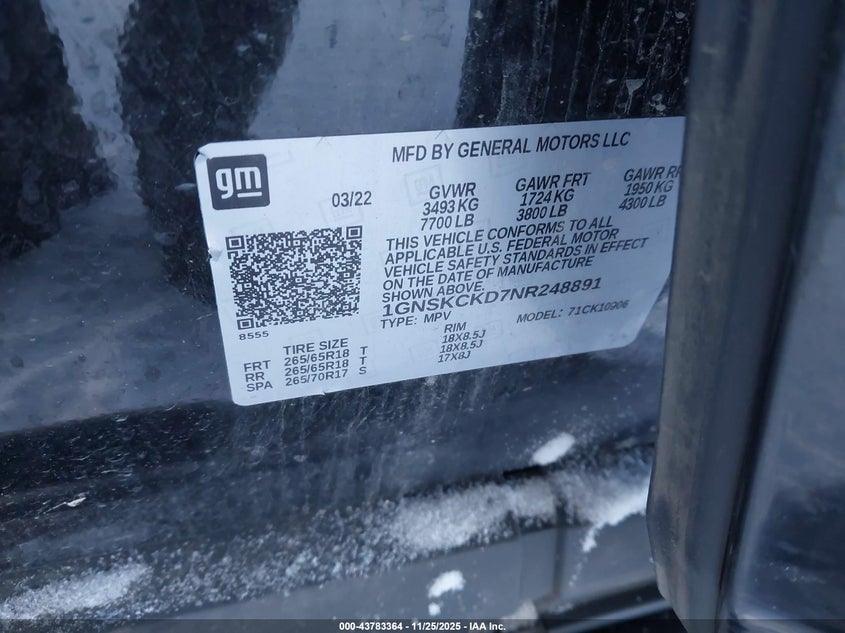 MFD BY GENERAL MOTORS LLC
gm
03/22
GVWR GAWR FRT GAWR
3493 KG 1724 KG 1950 KG
7700 LB 3800 LB 4300 LB
THIS VEHICLE CONFORMS TO ALL
APPLICABLE U.S. FEDERAL MOTOR
VEHICLE SAFETY STANDARDS IN EFFECT
ON THE DATE OF MANUFACTURE
SHOWN ABOVE.
1GNSKCKD7NR248891
TYPE: MPV MODEL: 71CK10906
8555
TIRE SIZE RIM
FRT 265/65R18 T 18X8.5J
RR 265/65R18 T 18X8.5J
SPA 265/70R17 S 17X8J
000-43783364 - 11/25/2025 - IAA Inc.